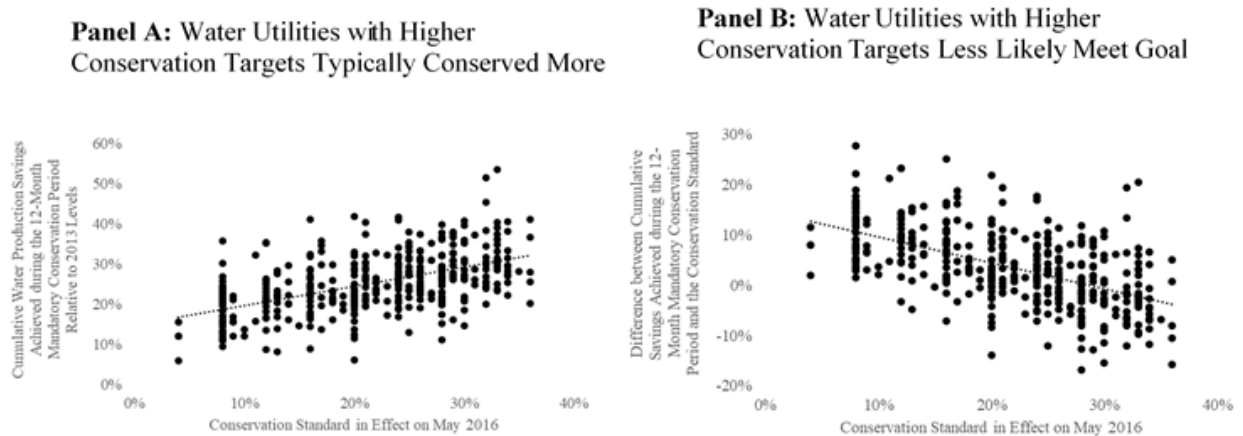 Panel A: Water Utilities with Higher
Conservation Targets Typically Conserved More
Cumulative Water Production Savings
Achieved during the 12-Month
Mandatory Conservation Period
Relative to 2013 Levels
60%
50%
40%
30%
20%
10%
0%
0%
10%
20%
30%
40%
Conservation Standard in Effect on May 2016
Panel B: Water Utilities with Higher
Conservation Targets Less Likely Meet Goal
Difference between Cumulative
Savings Achieved during the 12-
Month Mandatory Conservation
Period and the Conservation Standard
30%
20%
10%
0%
-10%
-20%
0%
10%
20%
30%
40%
Conservation Standard in Effect on May 2016